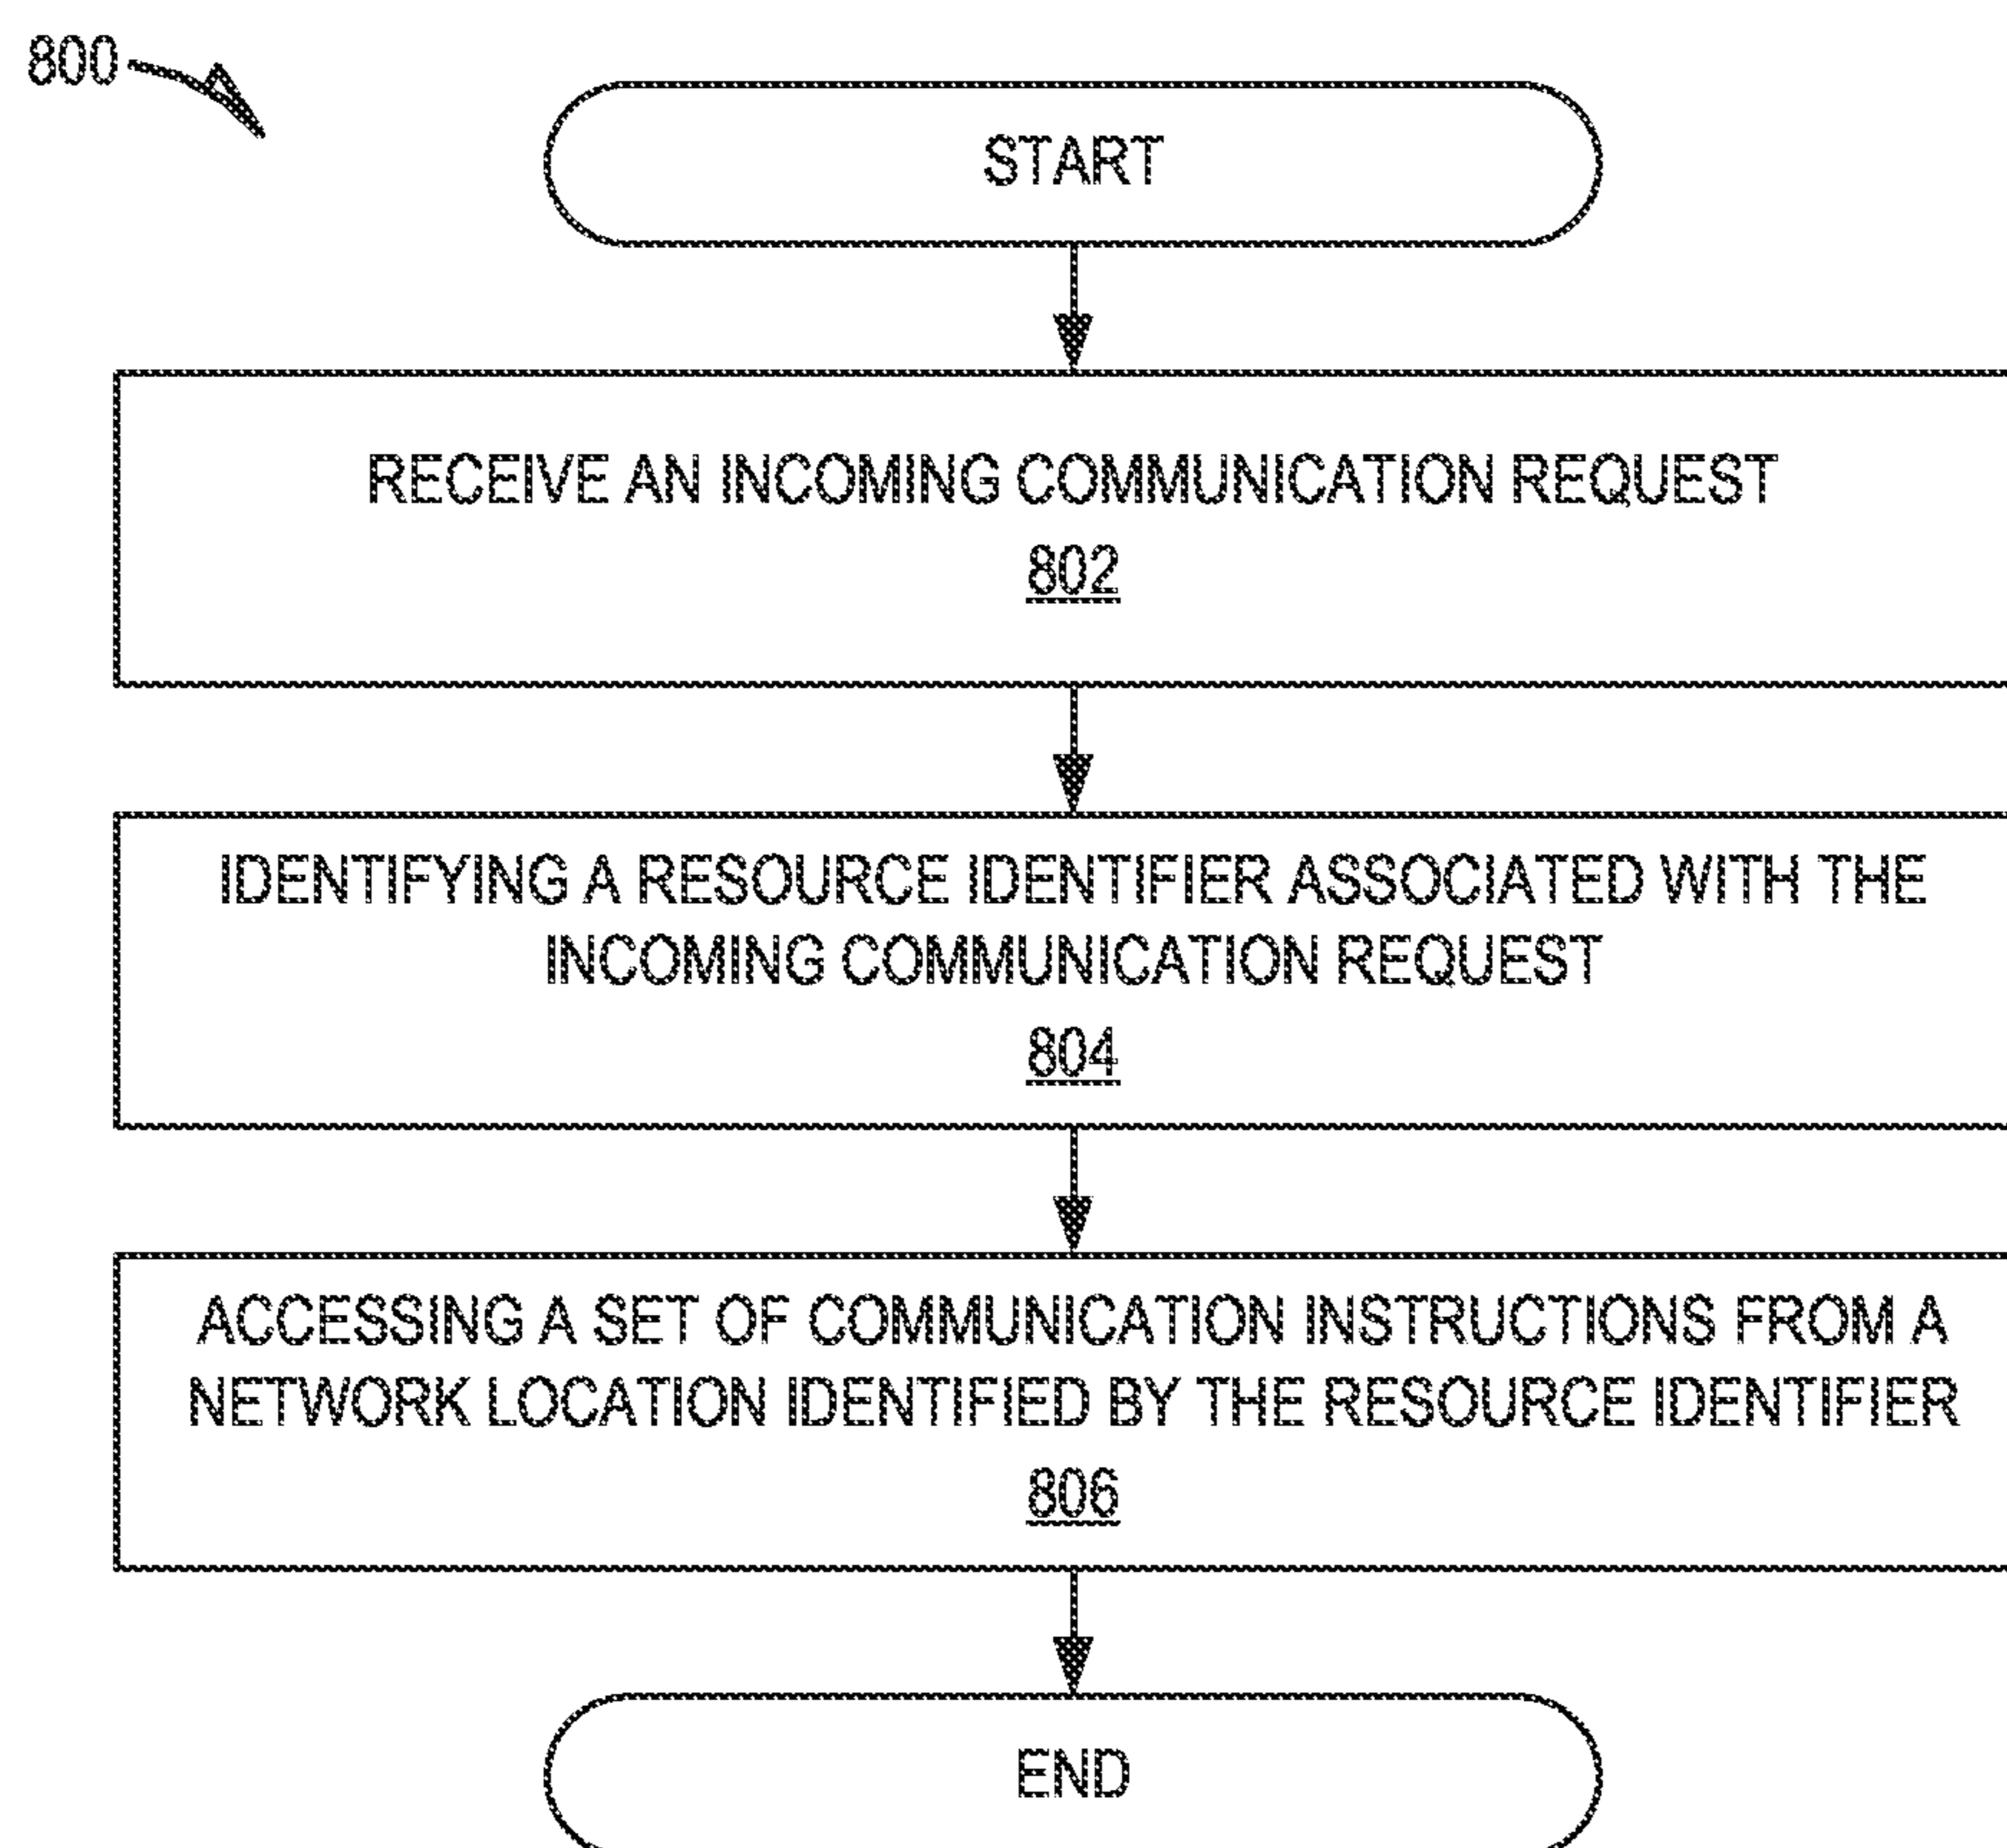 800
START
RECEIVE AN INCOMING COMMUNICATION REQUEST
802
IDENTIFYING A RESOURCE IDENTIFIER ASSOCIATED WITH THE
INCOMING COMMUNICATION REQUEST
804
ACCESSING A SET OF COMMUNICATION INSTRUCTIONS FROM A
NETWORK LOCATION IDENTIFIED BY THE RESOURCE IDENTIFIER
806
END